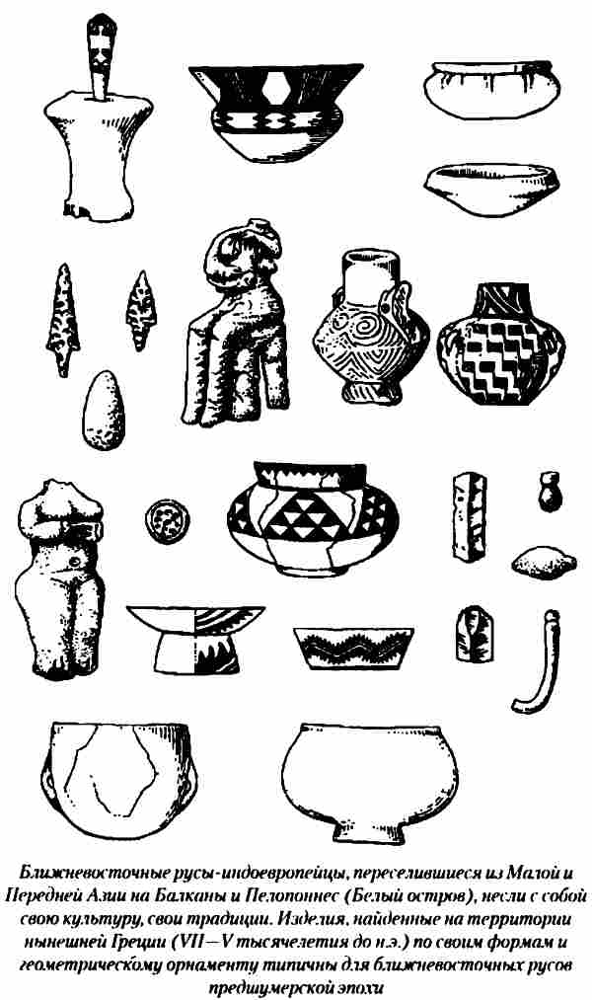 Ближневосточные русы-индоевропейцы, переселившиеся из Малой и
Передней Азии на Балканы и Пелопоннес (Белый остров), несли с собой
свою культуру, свои традиции. Изделия, найденные на территории
нынешней Греции (VII—V тысячелетия до н.э.) по своим формам и
геометрическому орнаменту типичны для ближневосточных русов
предшумерской эпохи